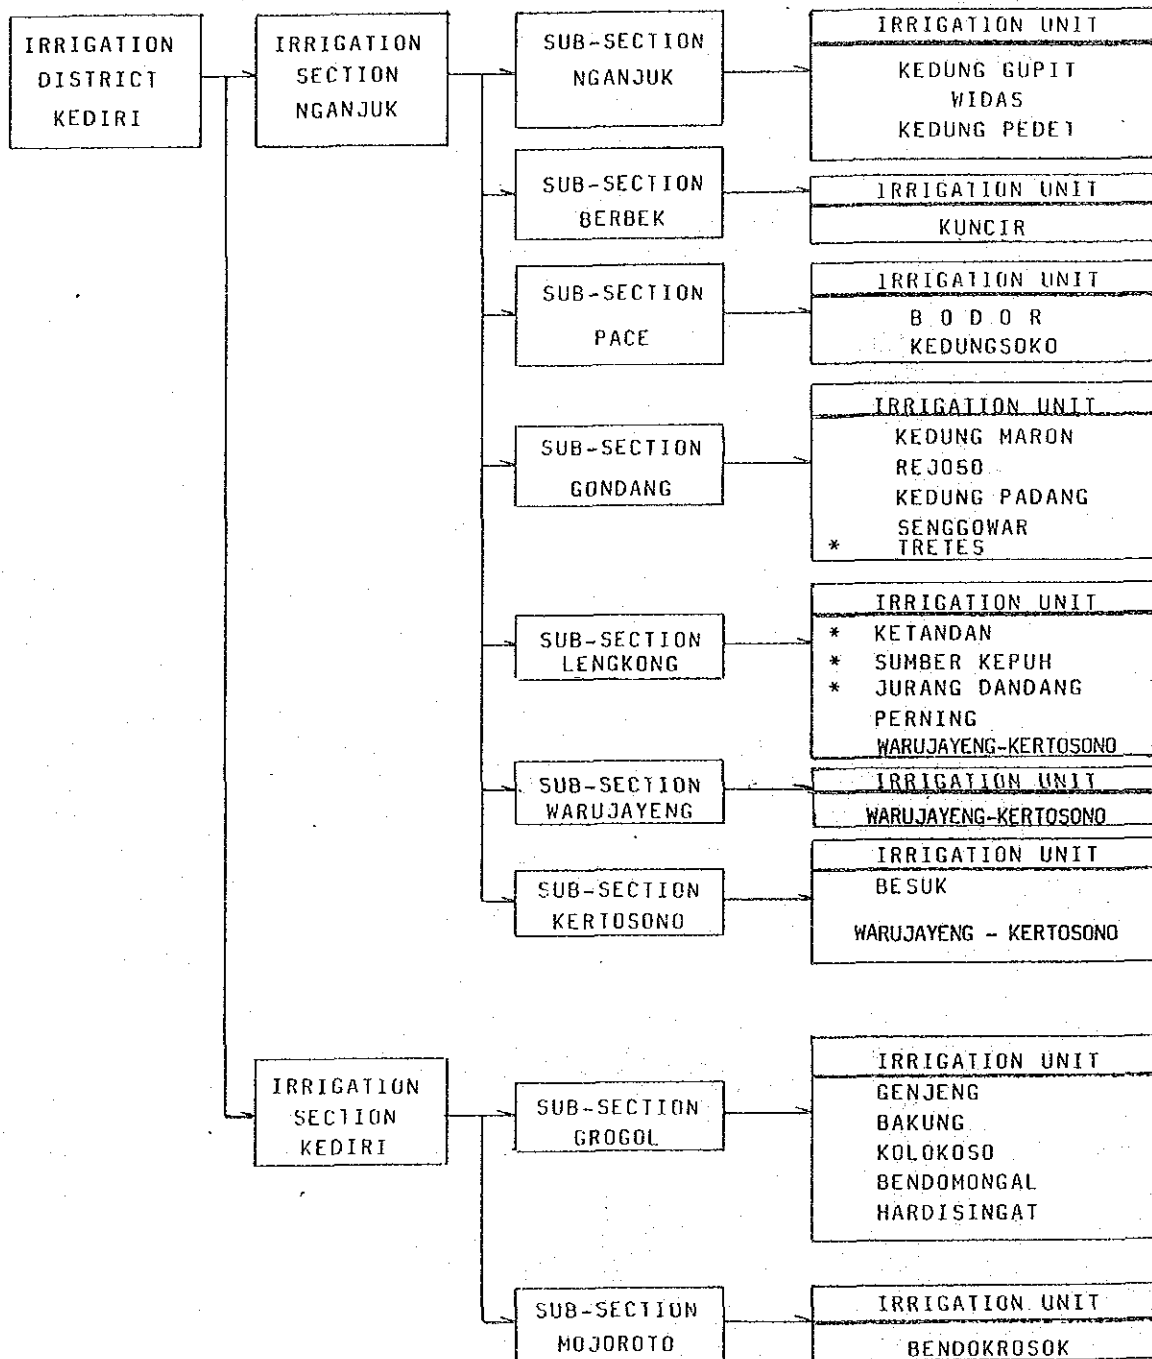 IRRIGATION
DISTRICT
KEDIRI
IRRIGATION
SECTION
NGANJUK
SUB-SECTION
NGANJUK
IRRIGATION UNIT
KEDUNG GUPIT
WIDAS
KEDUNG PEDET
SUB-SECTION
BERBEK
IRRIGATION UNIT
KUNCIR
SUB-SECTION
PACE
IRRIGATION UNIT
B O D O R
KEDUNGSOKO
SUB-SECTION
GONDANG
IRRIGATION UNIT
KEDUNG MARON
REJOSO
KEDUNG PADANG
SENGGOWAR
* TRETES
SUB-SECTION
LENGKONG
IRRIGATION UNIT
* KETANDAN
* SUMBER KEPUH
* JURANG DANDANG
PERNING
WARUJAYENG-KERTOSONO
SUB-SECTION
WARUJAYENG
IRRIGATION UNIT
WARUJAYENG-KERTOSONO
SUB-SECTION
KERTOSONO
IRRIGATION UNIT
BESUK
WARUJAYENG - KERTOSONO
IRRIGATION
SECTION
KEDIRI
SUB-SECTION
GROGOL
IRRIGATION UNIT
GENJENG
BAKUNG
KOLOKOSO
BENDOMONGAL
HARDISINGAT
SUB-SECTION
MOJOROTO
IRRIGATION UNIT
BENDOKROSOK